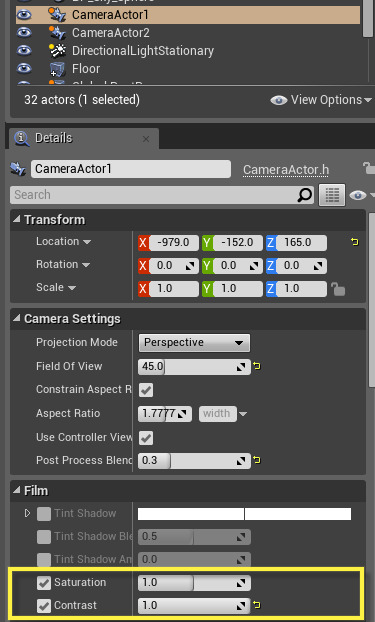 CameraActor1
CameraActor2
DirectionalLightStationary
Floor
32 actors (1 selected)
View Options
Details
CameraActor1
CameraActor.h
Search
Transform
Location X -979.0 Y -152.0 Z 165.0
Rotation X 0.0 Y 0.0 Z 0.0
Scale X 1.0 Y 1.0 Z 1.0
Camera Settings
Projection Mode Perspective
Field Of View 45.0
Constrain Aspect R
Aspect Ratio 1.7777 width
Use Controller View
Post Process Blend 0.3
Film
Tint Shadow
Tint Shadow Ble 0.5
Tint Shadow Am 0.0
Saturation 1.0
Contrast 1.0